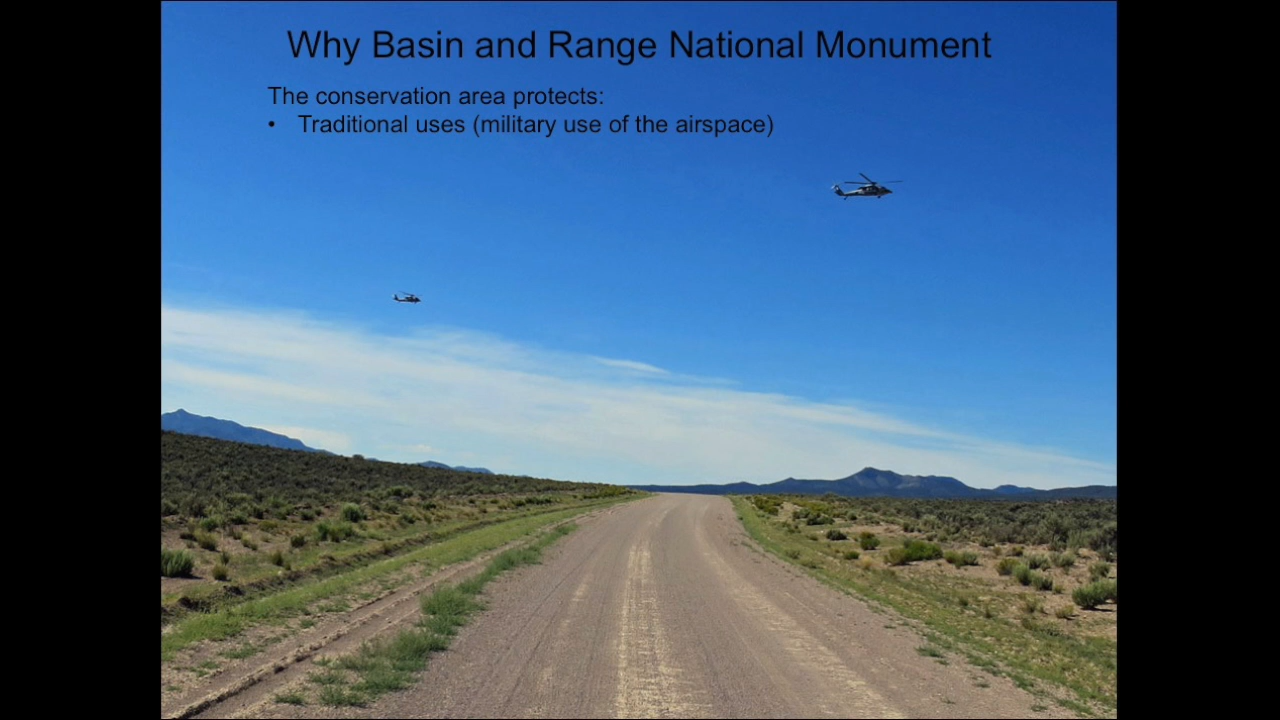 Why Basin and Range National Monument
The conservation area protects:
• Traditional uses (military use of the airspace)